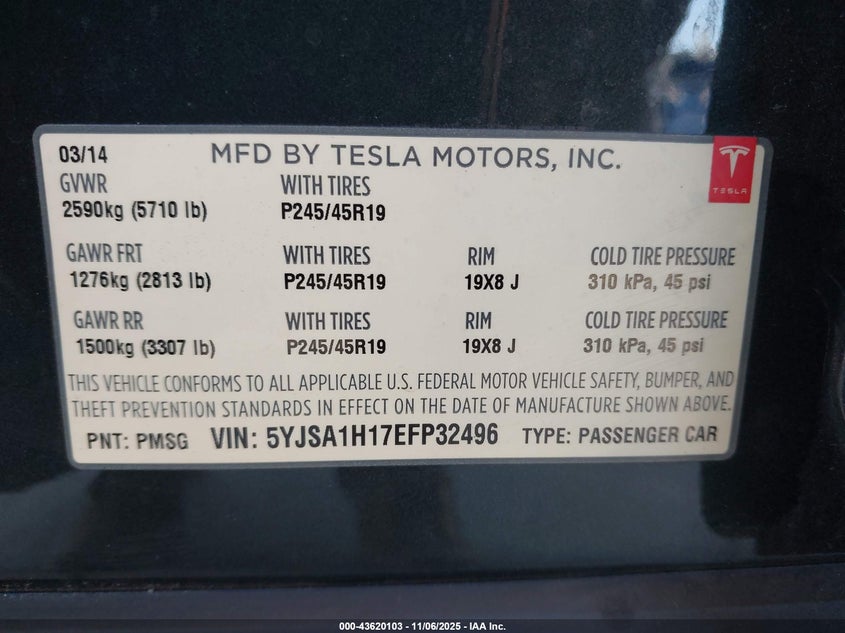 03/14 MFD BY TESLA MOTORS, INC.
TESLA
GVWR WITH TIRES
2590kg (5710 lb) P245/45R19
GAWR FRT WITH TIRES RIM COLD TIRE PRESSURE
1276kg (2813 lb) P245/45R19 19X8 J 310 kPa, 45 psi
GAWR RR WITH TIRES RIM COLD TIRE PRESSURE
1500kg (3307 lb) P245/45R19 19X8 J 310 kPa, 45 psi
THIS VEHICLE CONFORMS TO ALL APPLICABLE U.S. FEDERAL MOTOR VEHICLE SAFETY, BUMPER, AND
THEFT PREVENTION STANDARDS IN EFFECT ON THE DATE OF MANUFACTURE SHOWN ABOVE.
PNT: PMSG VIN: 5YJSA1H17EFP32496 TYPE: PASSENGER CAR
000-43620103 - 11/06/2025 - IAA Inc.